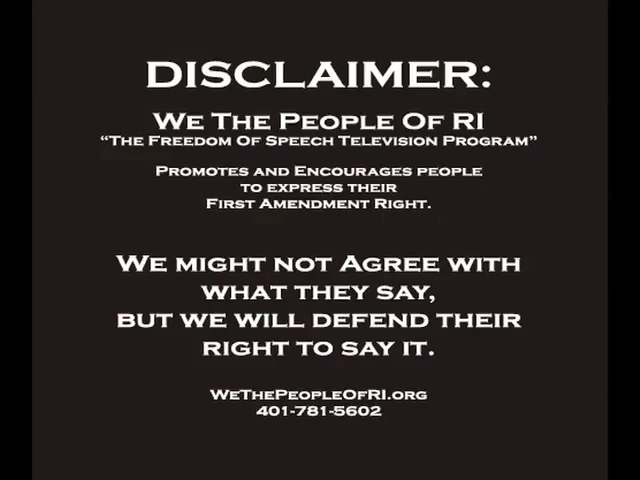 DISCLAIMER:
WE THE PEOPLE OF RI
“THE FREEDOM OF SPEECH TELEVISION PROGRAM”
PROMOTES AND ENCOURAGES PEOPLE
TO EXPRESS THEIR
FIRST AMENDMENT RIGHT.
WE MIGHT NOT AGREE WITH
WHAT THEY SAY,
BUT WE WILL DEFEND THEIR
RIGHT TO SAY IT.
WETHEPEOPLEOFRI.ORG
401-781-5602